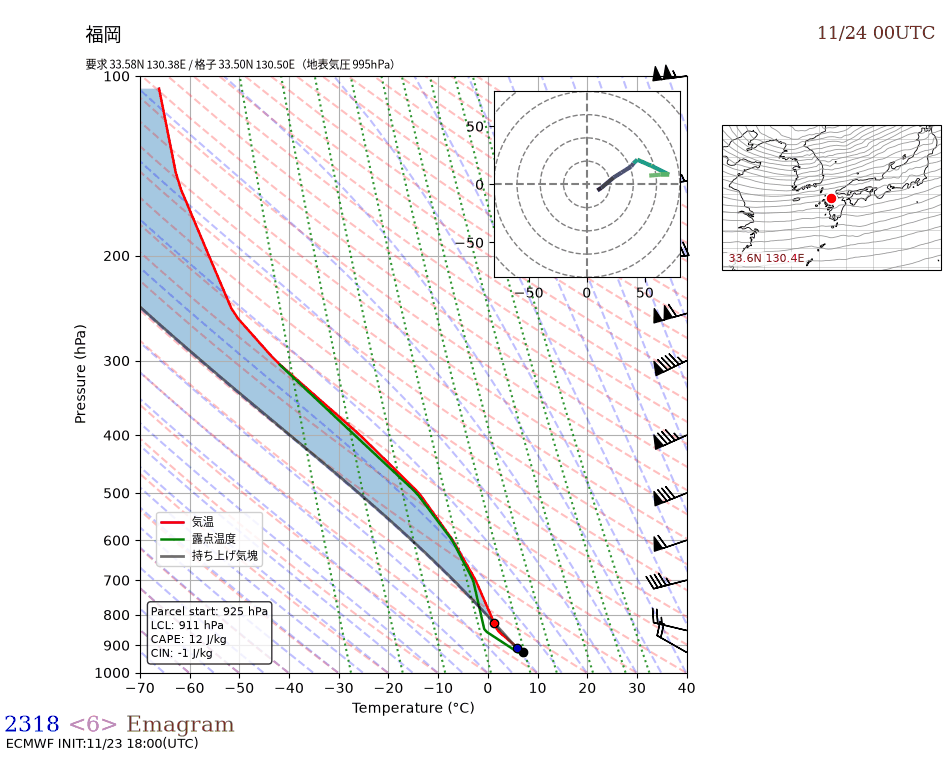 福岡
11/24 00UTC
要求 33.58N 130.38E / 格子 33.50N 130.50E（地表気圧 995hPa）
100
200
300
400
500
600
700
800
900
1000
Pressure (hPa)
50
0
−50
−50 0 50
33.6N 130.4E
気温
露点温度
持ち上げ気塊
Parcel start: 925 hPa
LCL: 911 hPa
CAPE: 12 J/kg
CIN: -1 J/kg
−70 −60 −50 −40 −30 −20 −10 0 10 20 30 40
Temperature (°C)
2318 <6> Emagram
ECMWF INIT:11/23 18:00(UTC)